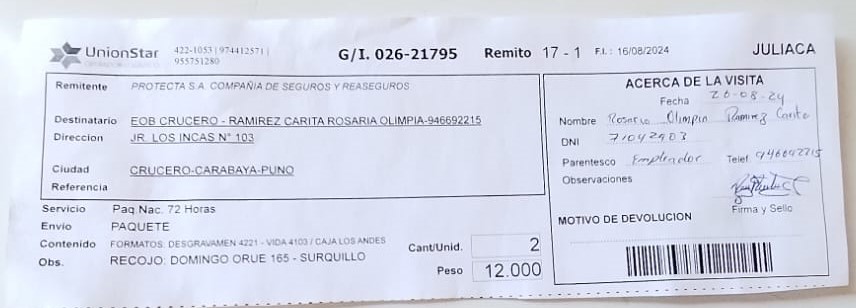 UnionStar 422-1053 | 974412571 | 955751280
G/I. 026-21795 Remito 17 - 1 F.I. : 16/08/2024 JULIACA
Remitente PROTECTA S.A. COMPAÑIA DE SEGUROS Y REASEGUROS
Destinatario EOB CRUCERO - RAMIREZ CARITA ROSARIA OLIMPIA-946692215
Direccion JR. LOS INCAS N° 103
Ciudad CRUCERO-CARABAYA-PUNO
Referencia
Servicio Paq Nac. 72 Horas
Envio PAQUETE
Contenido FORMATOS: DESGRAVAMEN 4221 - VIDA 4103 / CAJA LOS ANDES
Obs. RECOJO: DOMINGO ORUE 165 - SURQUILLO
Cant/Unid. 2
Peso 12.000
ACERCA DE LA VISITA
Fecha 26-08-24
Nombre Rosaria Olimpia Ramirez Carita
DNI 71042903
Parentesco Empleador Telef. 946692215
Observaciones
Firma y Sello
MOTIVO DE DEVOLUCION